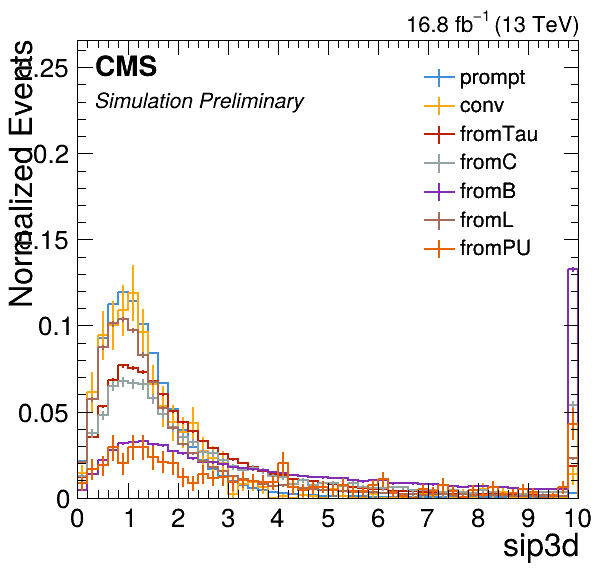 16.8 fb⁻¹ (13 TeV)
CMS
Simulation Preliminary
prompt
conv
fromTau
fromC
fromB
fromL
fromPU
Normalized Events
0.25
0.2
0.15
0.1
0.05
0
0 1 2 3 4 5 6 7 8 9 10
sip3d